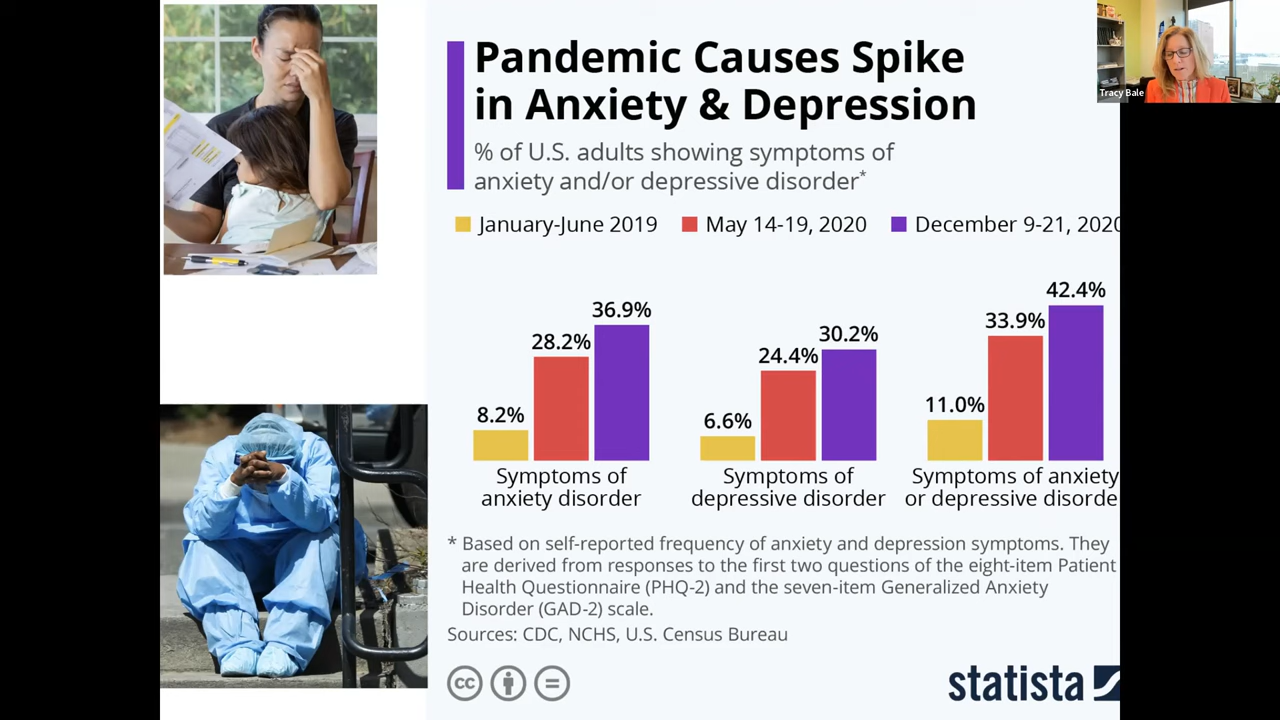 Pandemic Causes Spike
in Anxiety & Depression
% of U.S. adults showing symptoms of
anxiety and/or depressive disorder*
January-June 2019 May 14-19, 2020 December 9-21, 2020
8.2% 28.2% 36.9%
Symptoms of
anxiety disorder
6.6% 24.4% 30.2%
Symptoms of
depressive disorder
11.0% 33.9% 42.4%
Symptoms of anxiety
or depressive disorde
* Based on self-reported frequency of anxiety and depression symptoms. They
are derived from responses to the first two questions of the eight-item Patient
Health Questionnaire (PHQ-2) and the seven-item Generalized Anxiety
Disorder (GAD-2) scale.
Sources: CDC, NCHS, U.S. Census Bureau
cc
statista
Tracy Bale